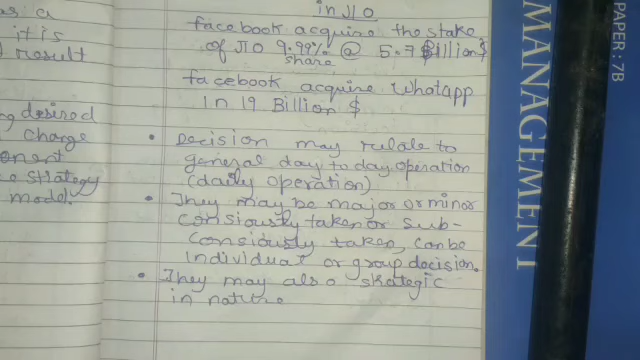 as a
it is
result
ng desired
charge
onent
strategy
model.
in JIO
facebook acquire the stake
of JIO 9.99% @ 5.7 Billion $
share
facebook acquire Whatapp
In 19 Billion $
• Decision may relate to
general day to day operation
(daily operation)
• They may be major or minor
consiously taken or sub-
consiously taken, can be
individual or group decision.
• They may also strategic
in nature
MANAGEMENT
PAPER : 7B